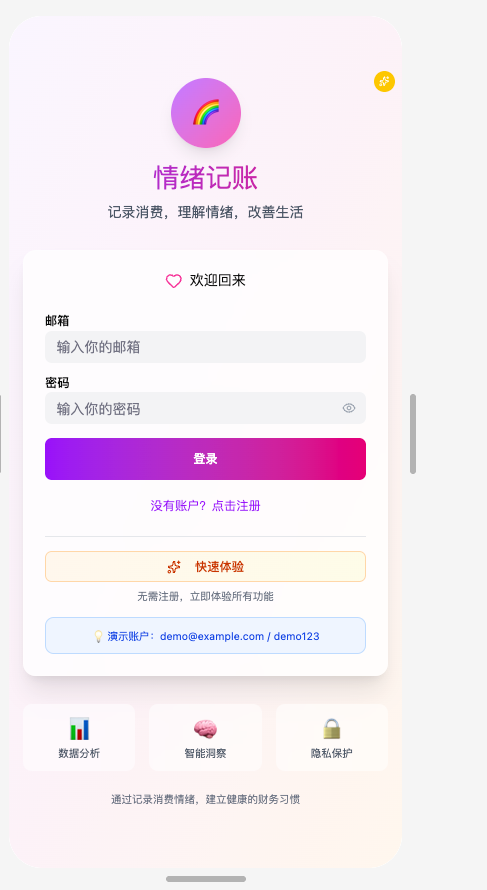 情绪记账
记录消费，理解情绪，改善生活
欢迎回来
邮箱
输入你的邮箱
密码
输入你的密码
登录
没有账户？点击注册
快速体验
无需注册，立即体验所有功能
演示账户：demo@example.com / demo123
数据分析
智能洞察
隐私保护
通过记录消费情绪，建立健康的财务习惯